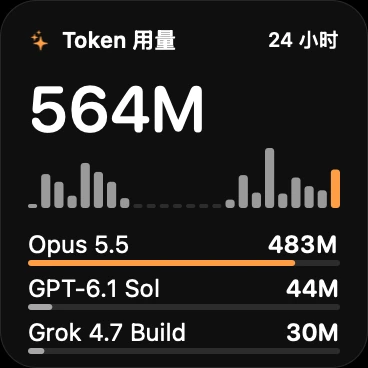 Token 用量 24 小时
564M
Opus 5.5 483M
GPT-6.1 Sol 44M
Grok 4.7 Build 30M